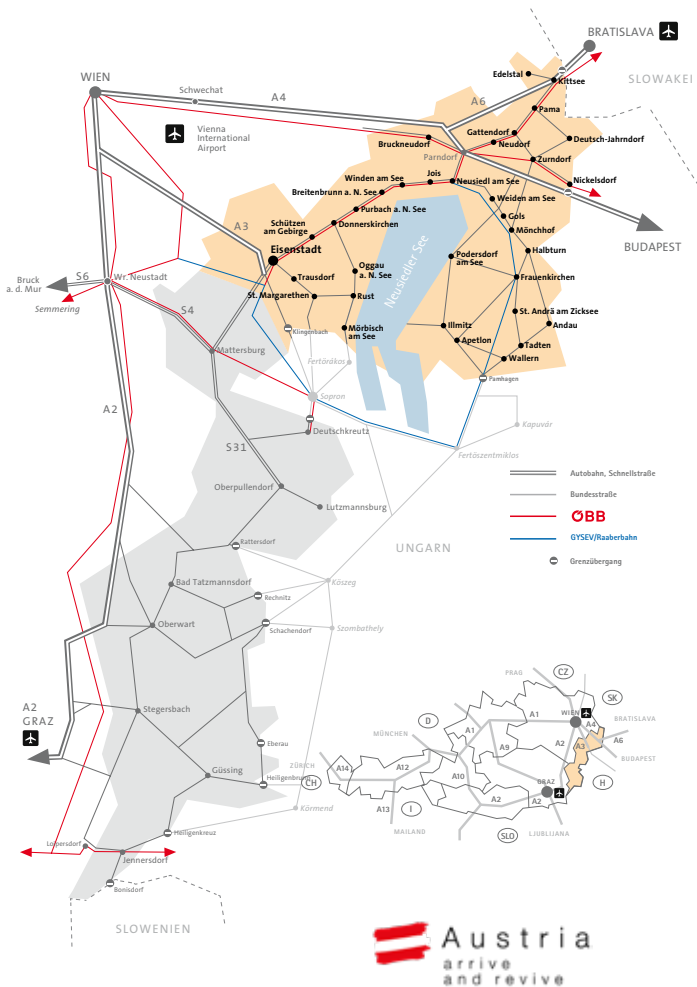 BRATISLAVA
Edelstal
Kittsee
SLOWAKEI
WIEN
Schwechat
A4
A6
Pama
Vienna
International
Airport
Gattendorf
Bruckneudorf
Neudorf
Deutsch-Jahrndorf
Parndorf
Zurndorf
Jois
Winden am See
Neusiedl am See
Nickelsdorf
Breitenbrunn a. N. See
Weiden am See
Purbach a. N. See
Gols
A3
Schützen
am Gebirge
Donnerskirchen
Mönchhof
BUDAPEST
Eisenstadt
Neusiedler See
Halbturn
Podersdorf
am See
Oggau
a. N. See
Trausdorf
Frauenkirchen
S6
Wr. Neustadt
Bruck
a. d. Mur
St. Margarethen
Rust
Semmering
S4
St. Andrä am Zicksee
Klingenbach
Mörbisch
am See
Illmitz
Andau
Apetlon
Tadten
Mattersburg
Fertörákos
Wallern
Pamhagen
Sopron
A2
Deutschkreutz
Kapuvár
S31
Fertöszentmiklos
Autobahn, Schnellstraße
Oberpullendorf
Bundesstraße
Lutzmannsburg
ÖBB
GYSEV/Raaberbahn
Rattersdorf
UNGARN
Grenzübergang
Bad Tatzmannsdorf
Köszeg
Rechnitz
Oberwart
Schachendorf
Szombathely
PRAG
CZ
SK
A2
GRAZ
Stegersbach
WIEN
D
A1
BRATISLAVA
A4
MÜNCHEN
A1
A6
Eberau
A9
A2
A3
BUDAPEST
ZÜRICH
A14
A12
Güssing
Heiligenbrunn
CH
A10
GRAZ
H
Körmend
A13
I
A2
A2
Heiligenkreuz
MAILAND
SLO
LJUBLJANA
Loipersdorf
Jennersdorf
Bonisdorf
SLOWENIEN
Austria
arrive
and revive